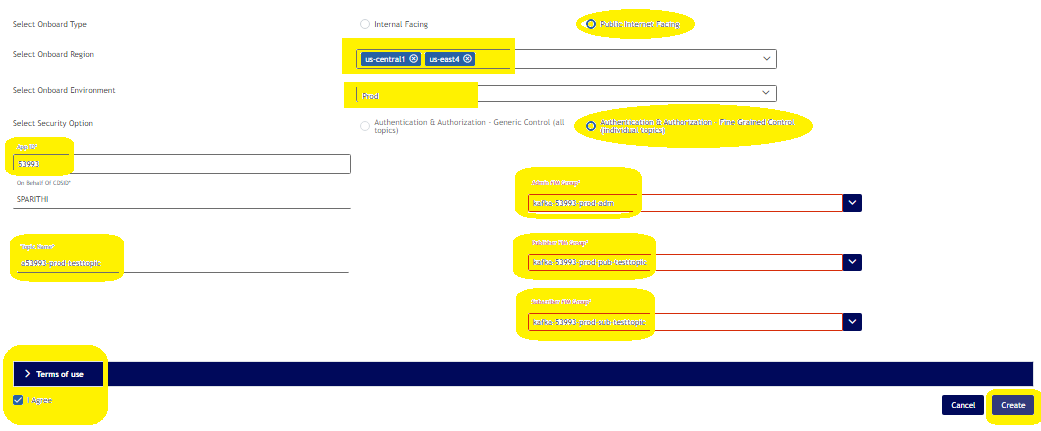 Select Onboard Type
Internal Facing
Public Internet Facing
Select Onboard Region
us-central1
us-east4
Select Onboard Environment
Prod
Select Security Option
Authentication & Authorization - Generic Control (all
topics)
Authentication & Authorization - Fine Grained Control
(individual topics)
App ID*
53993
On Behalf Of CDSID*
SPARITHI
Admin FIM Group*
kafka-53993-prod-adm
Topic Name*
a53993-prod-testtopic
Publisher FIM Group*
kafka-53993-prod-pub-testtopic
Subscriber FIM Group*
kafka-53993-prod-sub-testtopic
Terms of use
I Agree
Cancel
Create